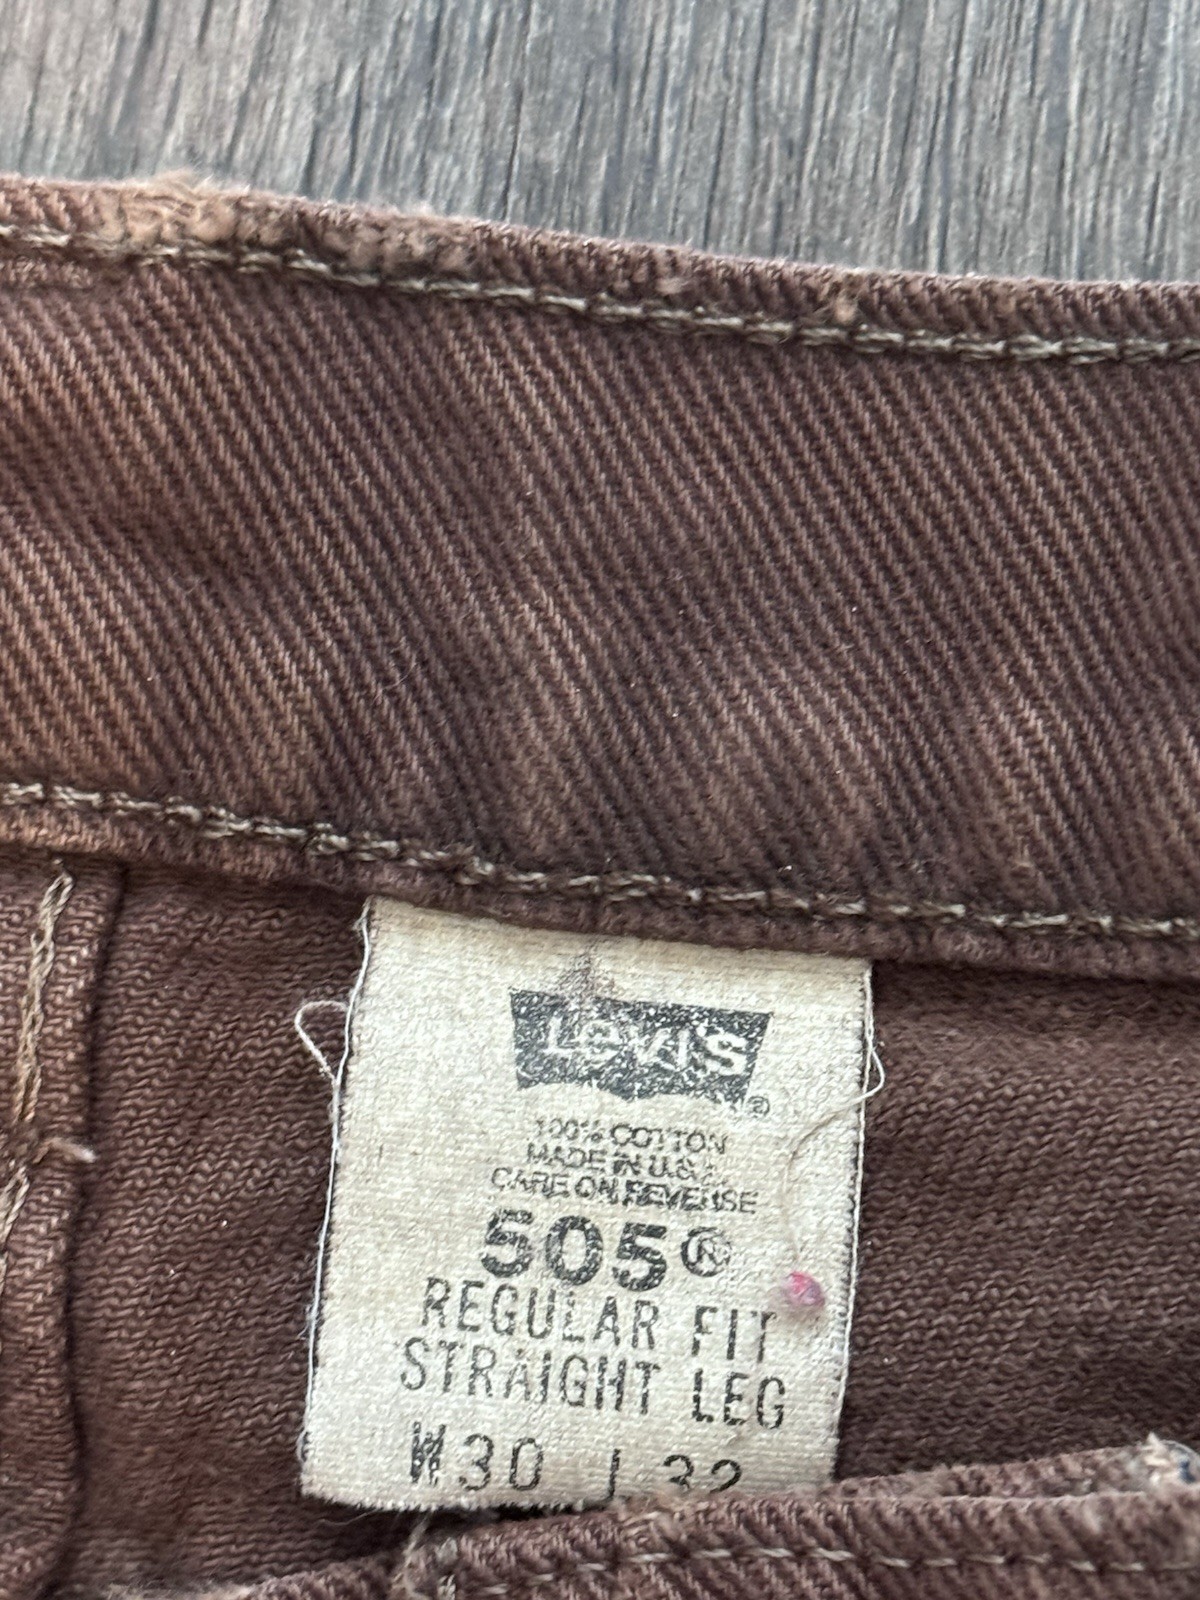 Levi's ®
100% COTTON
MADE IN U.S.A.
CARE ON REVERSE
505®
REGULAR FIT
STRAIGHT LEG
W30 L32